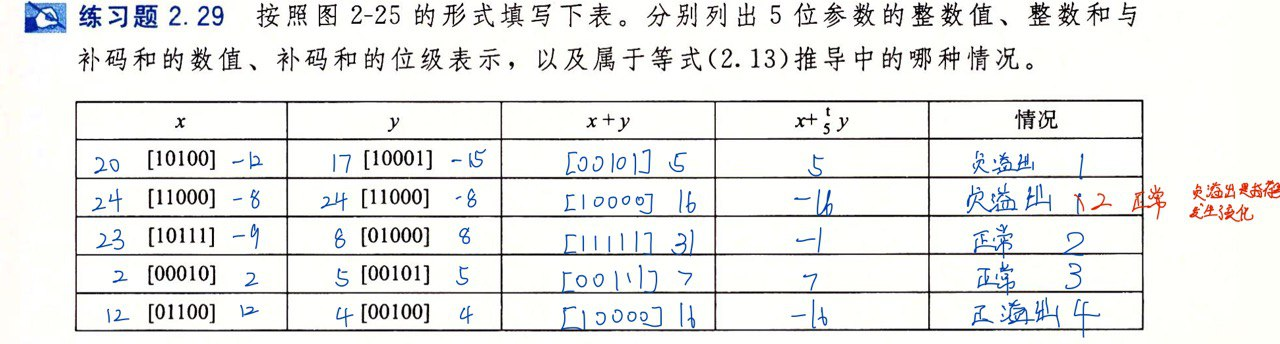 练习题 2.29 按照图 2-25 的形式填写下表。分别列出 5 位参数的整数值、整数和与
补码和的数值、补码和的位级表示，以及属于等式(2.13)推导中的哪种情况。
x y x+y x+ᵗ₅y 情况
20 [10100] -12 17 [10001] -15 [00101] 5 5 负溢出 1
24 [11000] -8 24 [11000] -8 [10000] 16 -16 负溢出 1 × 2 正常 负溢出是指符号
发生变化
23 [10111] -9 8 [01000] 8 [11111] 31 -1 正常 2
2 [00010] 2 5 [00101] 5 [00111] 7 7 正常 3
12 [01100] 12 4 [00100] 4 [10000] 16 -16 正溢出 4